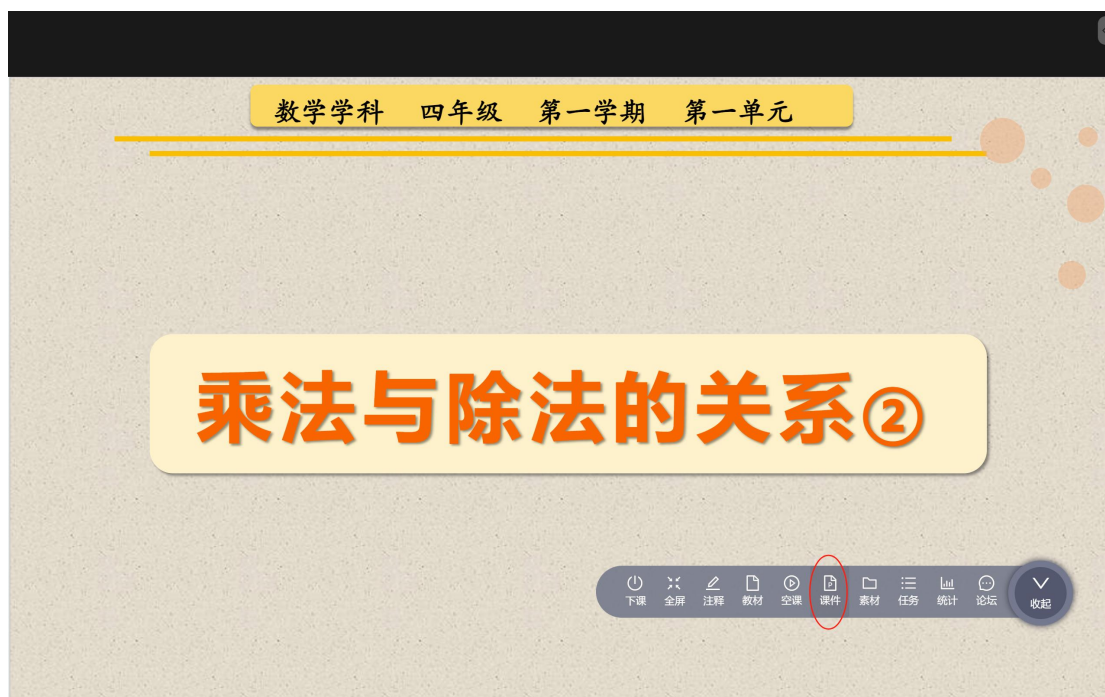 数学学科 四年级 第一学期 第一单元
乘法与除法的关系②
下课 全屏 注释 教材 空课 课件 素材 任务 统计 论坛 收起